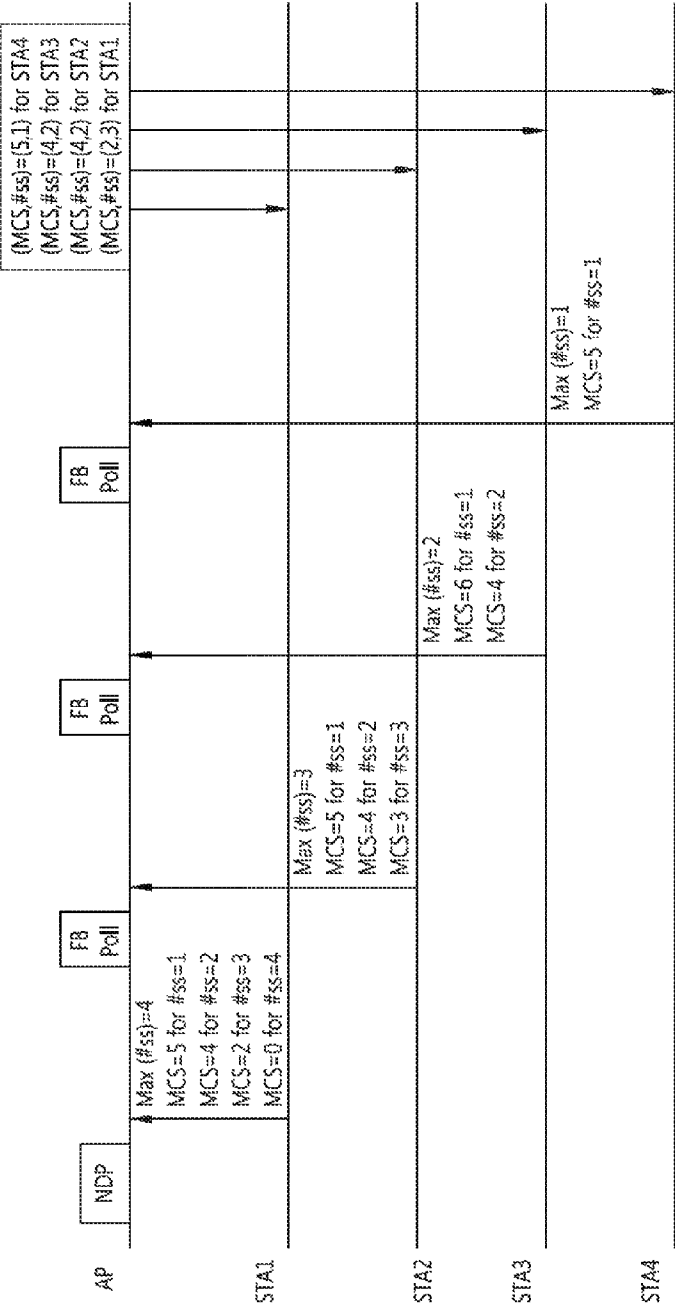 AP
NDP
FB
Poll
FB
Poll
FB
Poll
(MCS,#ss)=(5,1) for STA4
(MCS,#ss)=(4,2) for STA3
(MCS,#ss)=(4,2) for STA2
(MCS,#ss)=(2,3) for STA1
Max (#ss)=4
MCS=5 for #ss=1
MCS=4 for #ss=2
MCS=2 for #ss=3
MCS=0 for #ss=4
STA1
Max (#ss)=3
MCS=5 for #ss=1
MCS=4 for #ss=2
MCS=3 for #ss=3
STA2
Max (#ss)=2
MCS=6 for #ss=1
MCS=4 for #ss=2
STA3
Max (#ss)=1
MCS=5 for #ss=1
STA4